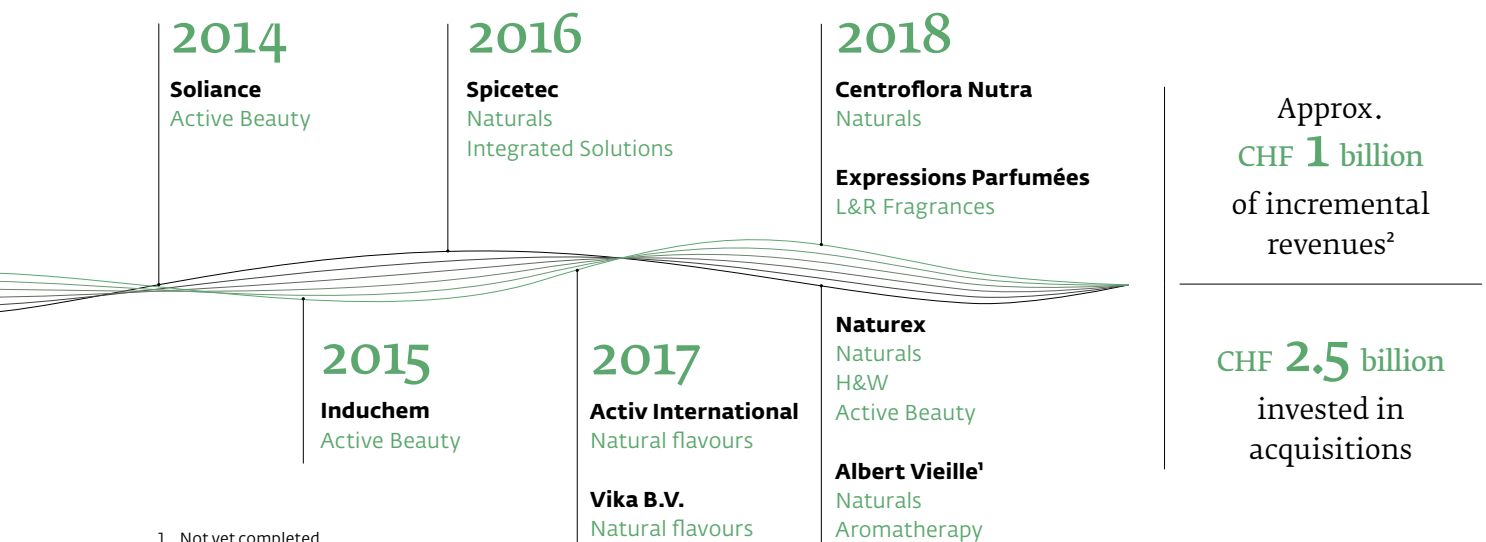 2014
Soliance
Active Beauty
2016
Spicetec
Naturals
Integrated Solutions
2018
Centroflora Nutra
Naturals
Expressions Parfumées
L&R Fragrances
Approx.
CHF 1 billion
of incremental
revenues²
2015
Induchem
Active Beauty
2017
Activ International
Natural flavours
Vika B.V.
Natural flavours
Naturex
Naturals
H&W
Active Beauty
Albert Vieille¹
Naturals
Aromatherapy
CHF 2.5 billion
invested in
acquisitions
1 Not yet completed